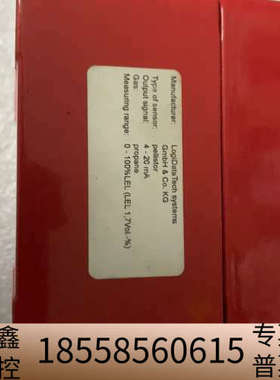 Manufacturer: LogiDataTech systems
GmbH & Co. KG
Type of sensor: pellistor
Output signal: 4 - 20 mA
Gas: propane
Measuring range: 0 - 100%LEL (LEL 1,7Vol.-%)
鑫
控
18558560615
专
普